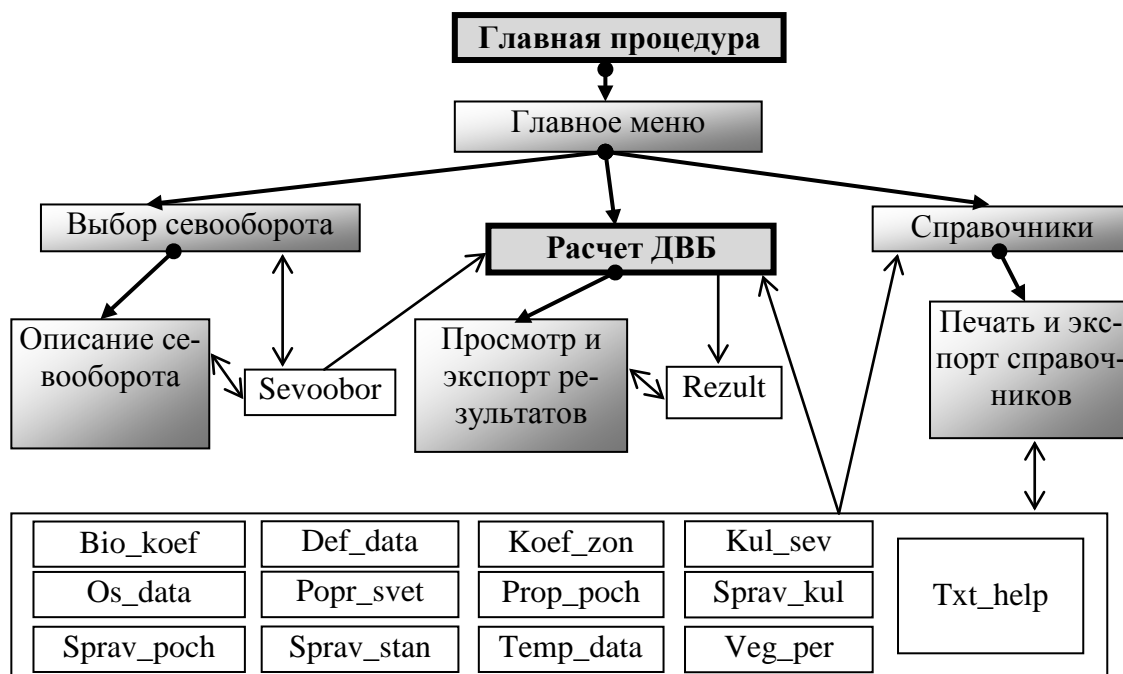 Главная процедура
Главное меню
Выбор севооборота
Расчет ДВБ
Справочники
Описание се-
вооборота
Sevoobor
Просмотр и
экспорт ре-
зультатов
Rezult
Печать и экс-
порт справоч-
ников
Bio_koef
Def_data
Koef_zon
Kul_sev
Os_data
Popr_svet
Prop_poch
Sprav_kul
Txt_help
Sprav_poch
Sprav_stan
Temp_data
Veg_per